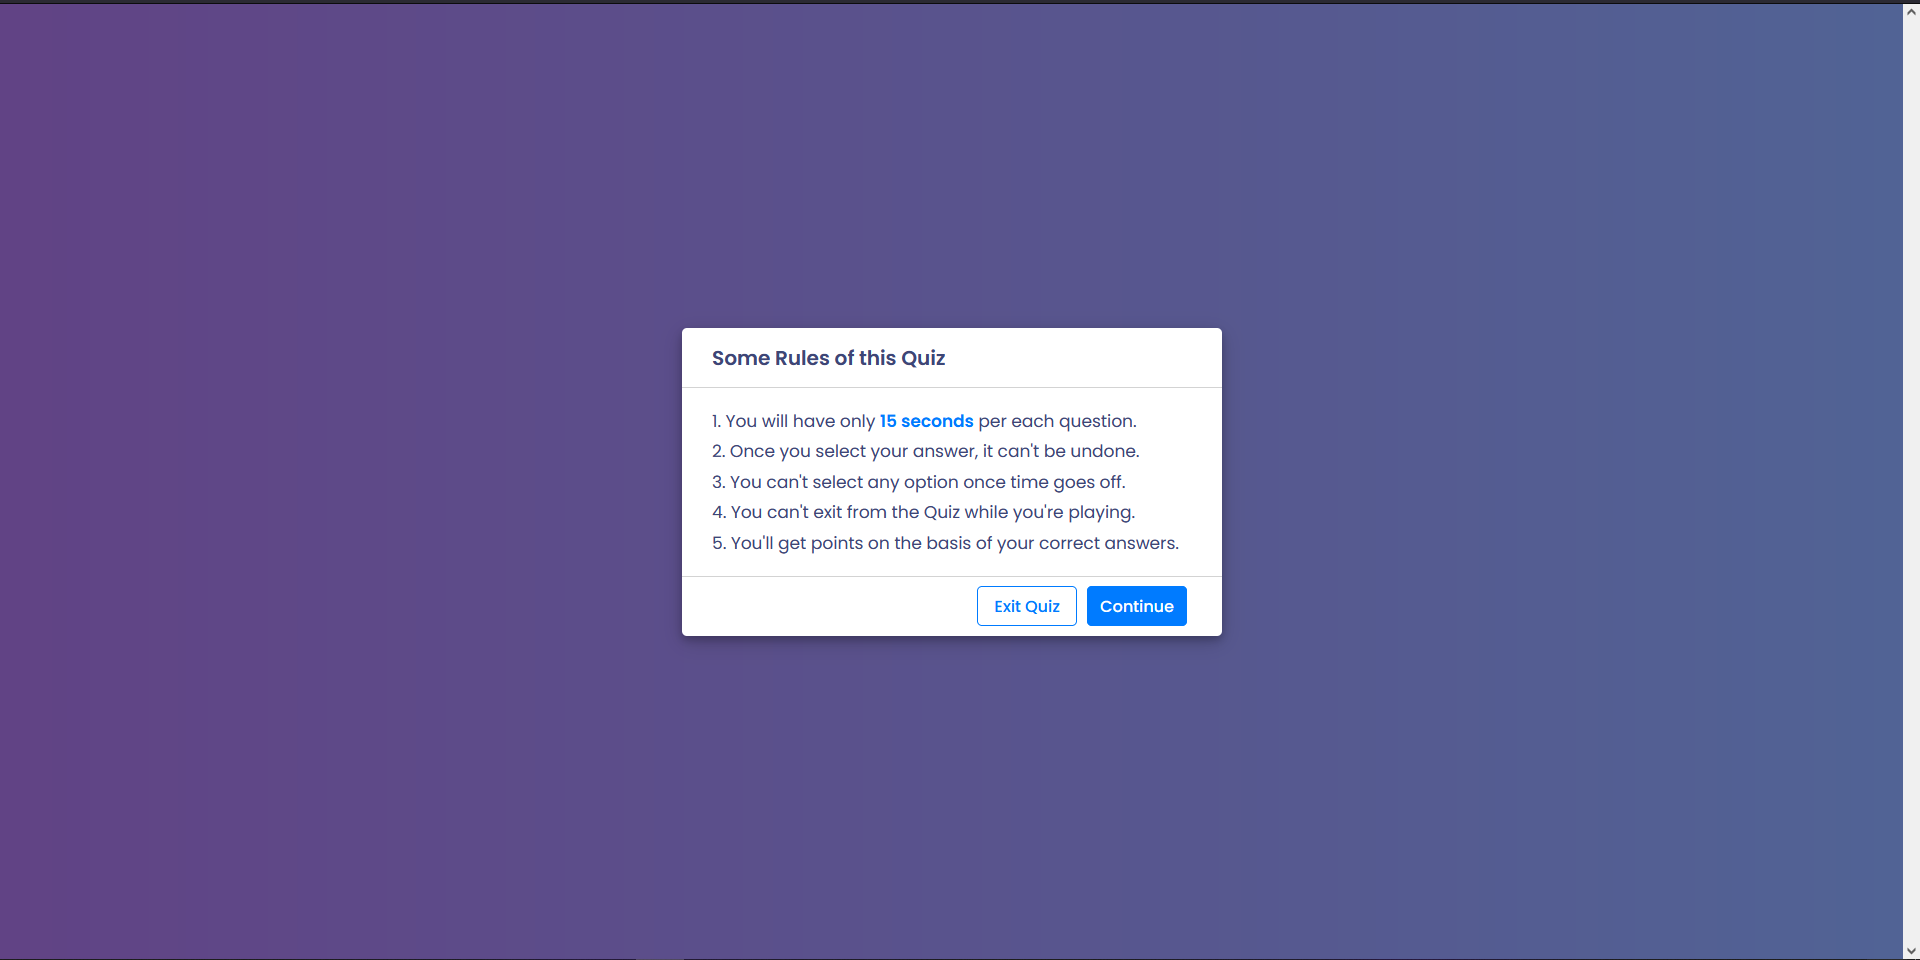 Some Rules of this Quiz
1. You will have only 15 seconds per each question.
2. Once you select your answer, it can't be undone.
3. You can't select any option once time goes off.
4. You can't exit from the Quiz while you're playing.
5. You'll get points on the basis of your correct answers.
Exit Quiz
Continue